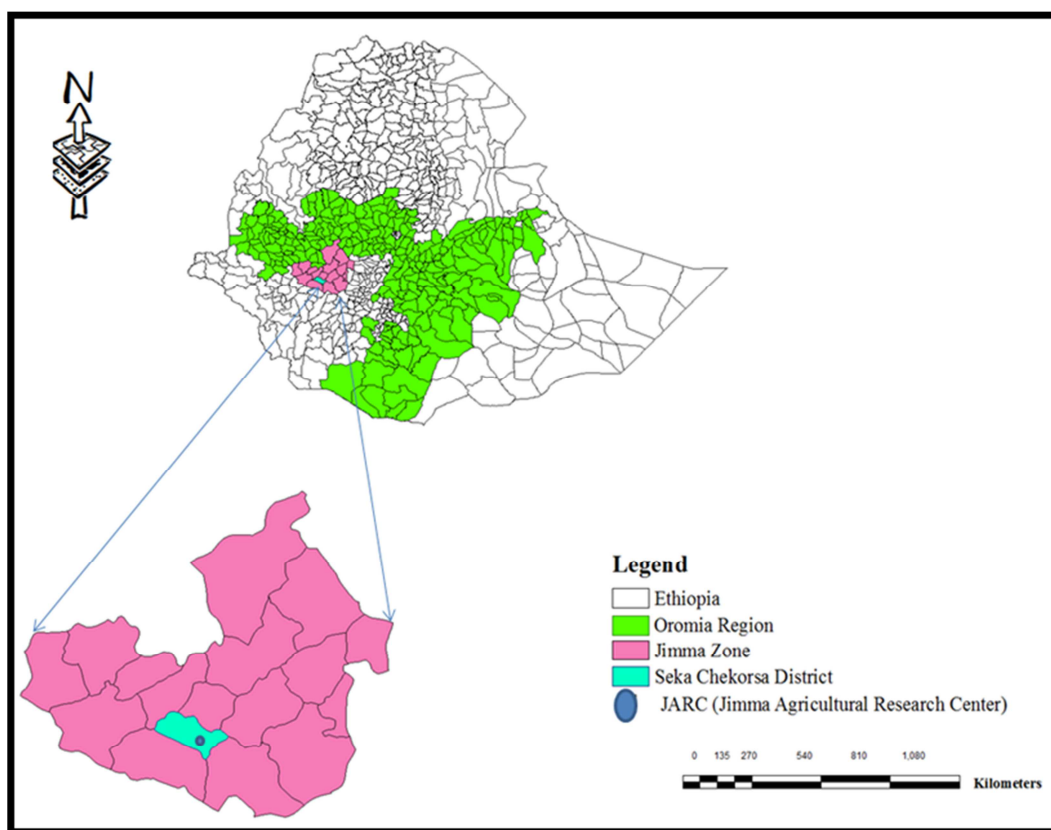 N
Legend
Ethiopia
Oromia Region
Jimma Zone
Seka Chekorsa District
JARC (Jimma Agricultural Research Center)
0 135 270 540 810 1,080
Kilometers